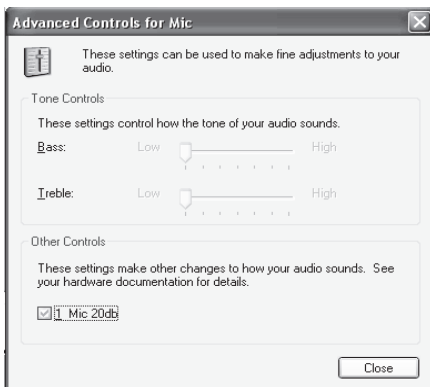 Advanced Controls for Mic
These settings can be used to make fine adjustments to your
audio.
Tone Controls
These settings control how the tone of your audio sounds.
Bass: Low High
Treble: Low High
Other Controls
These settings make other changes to how your audio sounds. See
your hardware documentation for details.
1 Mic 20db
Close